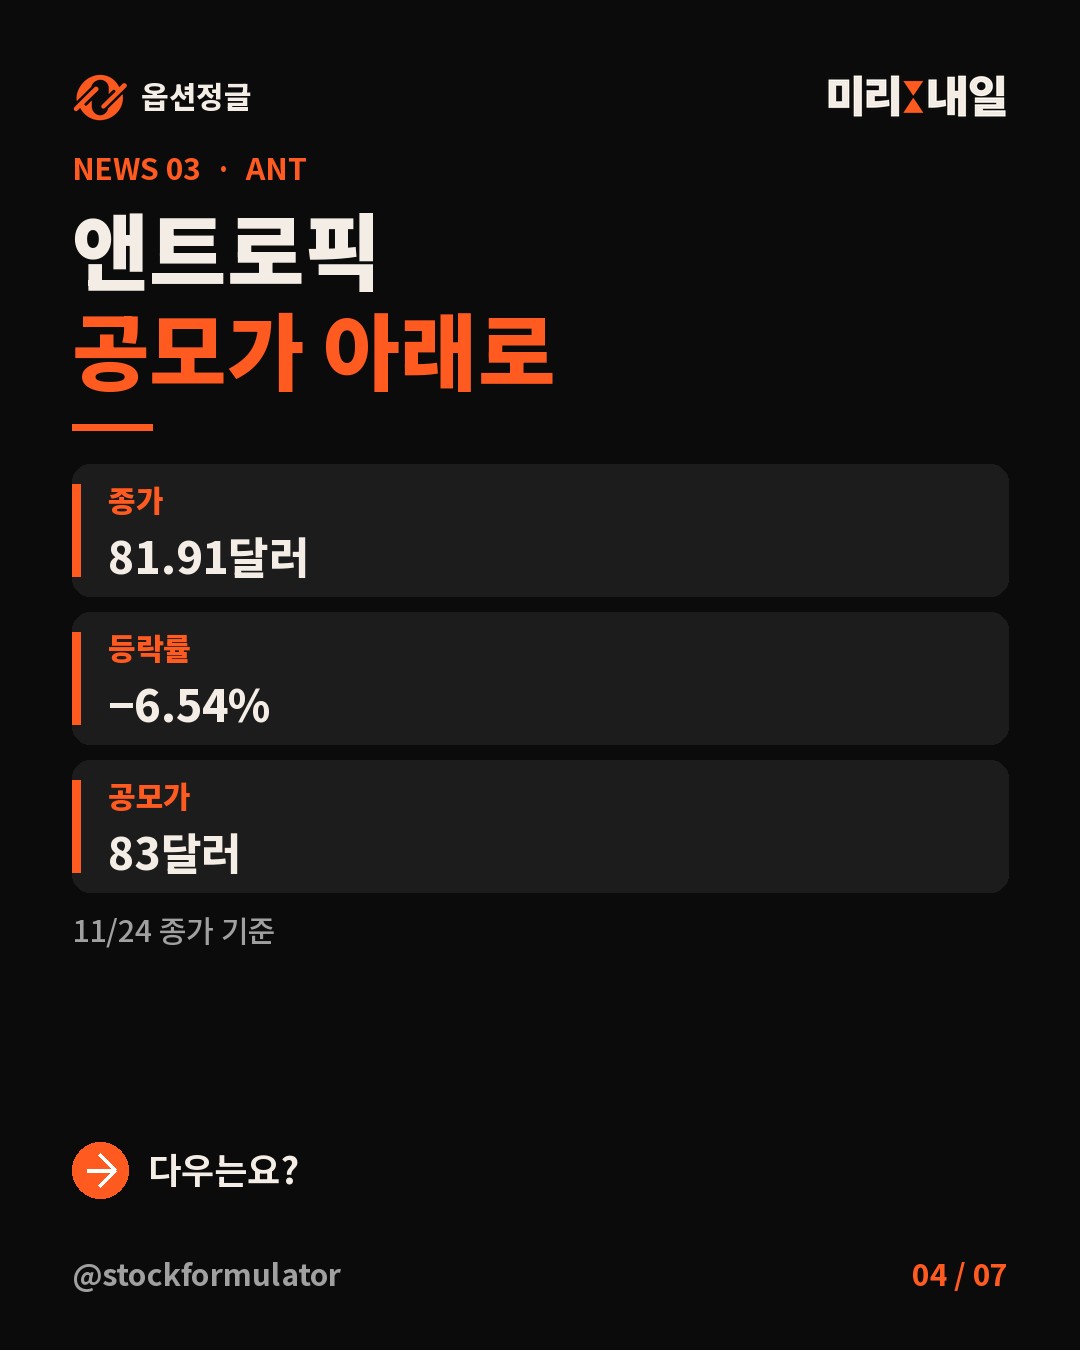 옵션정글
미리:내일
NEWS 03 · ANT
앤트로픽
공모가 아래로
종가
81.91달러
등락률
−6.54%
공모가
83달러
11/24 종가 기준
다우는요?
@stockformulator
04 / 07